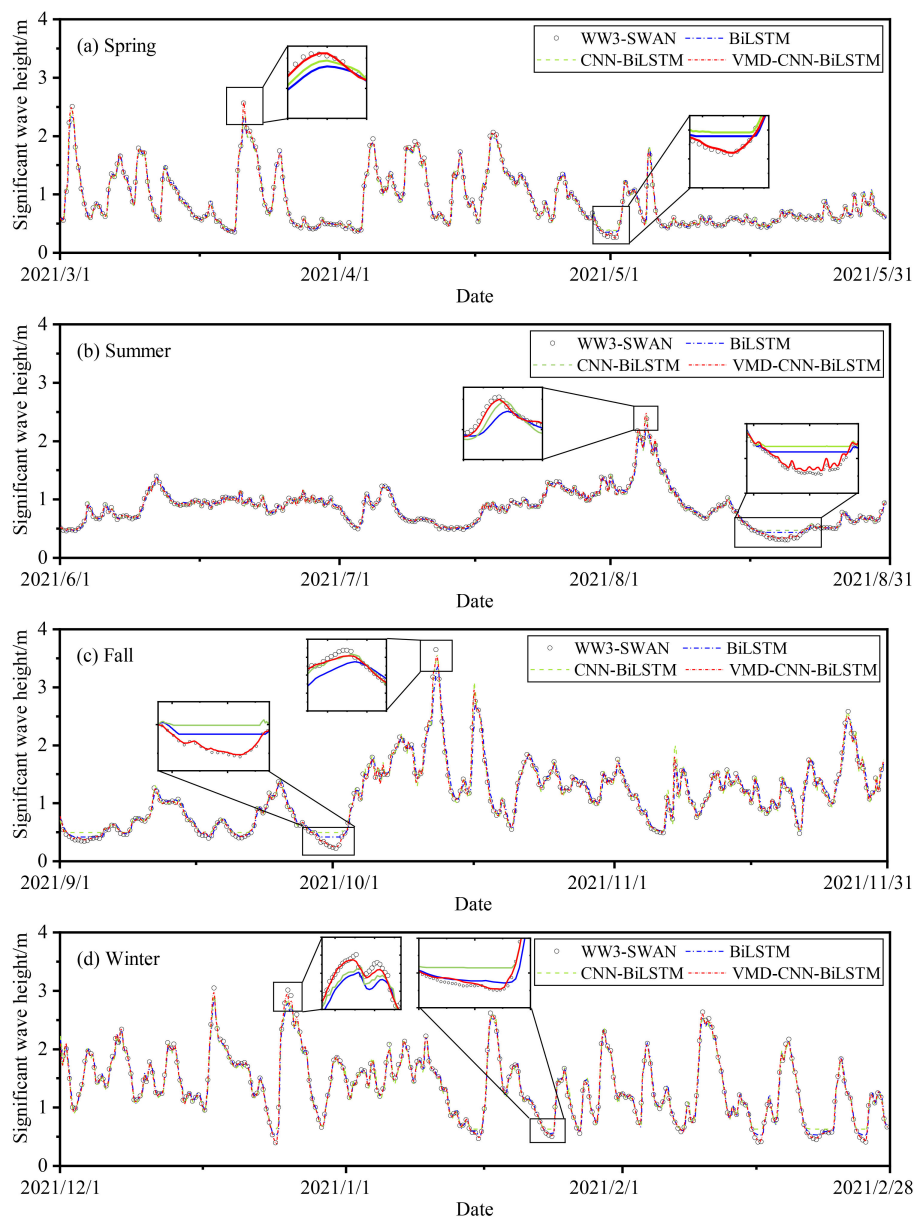 4
(a) Spring
WW3-SWAN
BiLSTM
CNN-BiLSTM
VMD-CNN-BiLSTM
3
2
1
0
Significant wave height/m
2021/3/1
2021/4/1
2021/5/1
2021/5/31
Date
4
(b) Summer
WW3-SWAN
BiLSTM
CNN-BiLSTM
VMD-CNN-BiLSTM
3
2
1
0
Significant wave height/m
2021/6/1
2021/7/1
2021/8/1
2021/8/31
Date
4
(c) Fall
WW3-SWAN
BiLSTM
CNN-BiLSTM
VMD-CNN-BiLSTM
3
2
1
0
Significant wave height/m
2021/9/1
2021/10/1
2021/11/1
2021/11/31
Date
4
(d) Winter
WW3-SWAN
BiLSTM
CNN-BiLSTM
VMD-CNN-BiLSTM
3
2
1
0
Significant wave height/m
2021/12/1
2021/1/1
2021/2/1
2021/2/28
Date